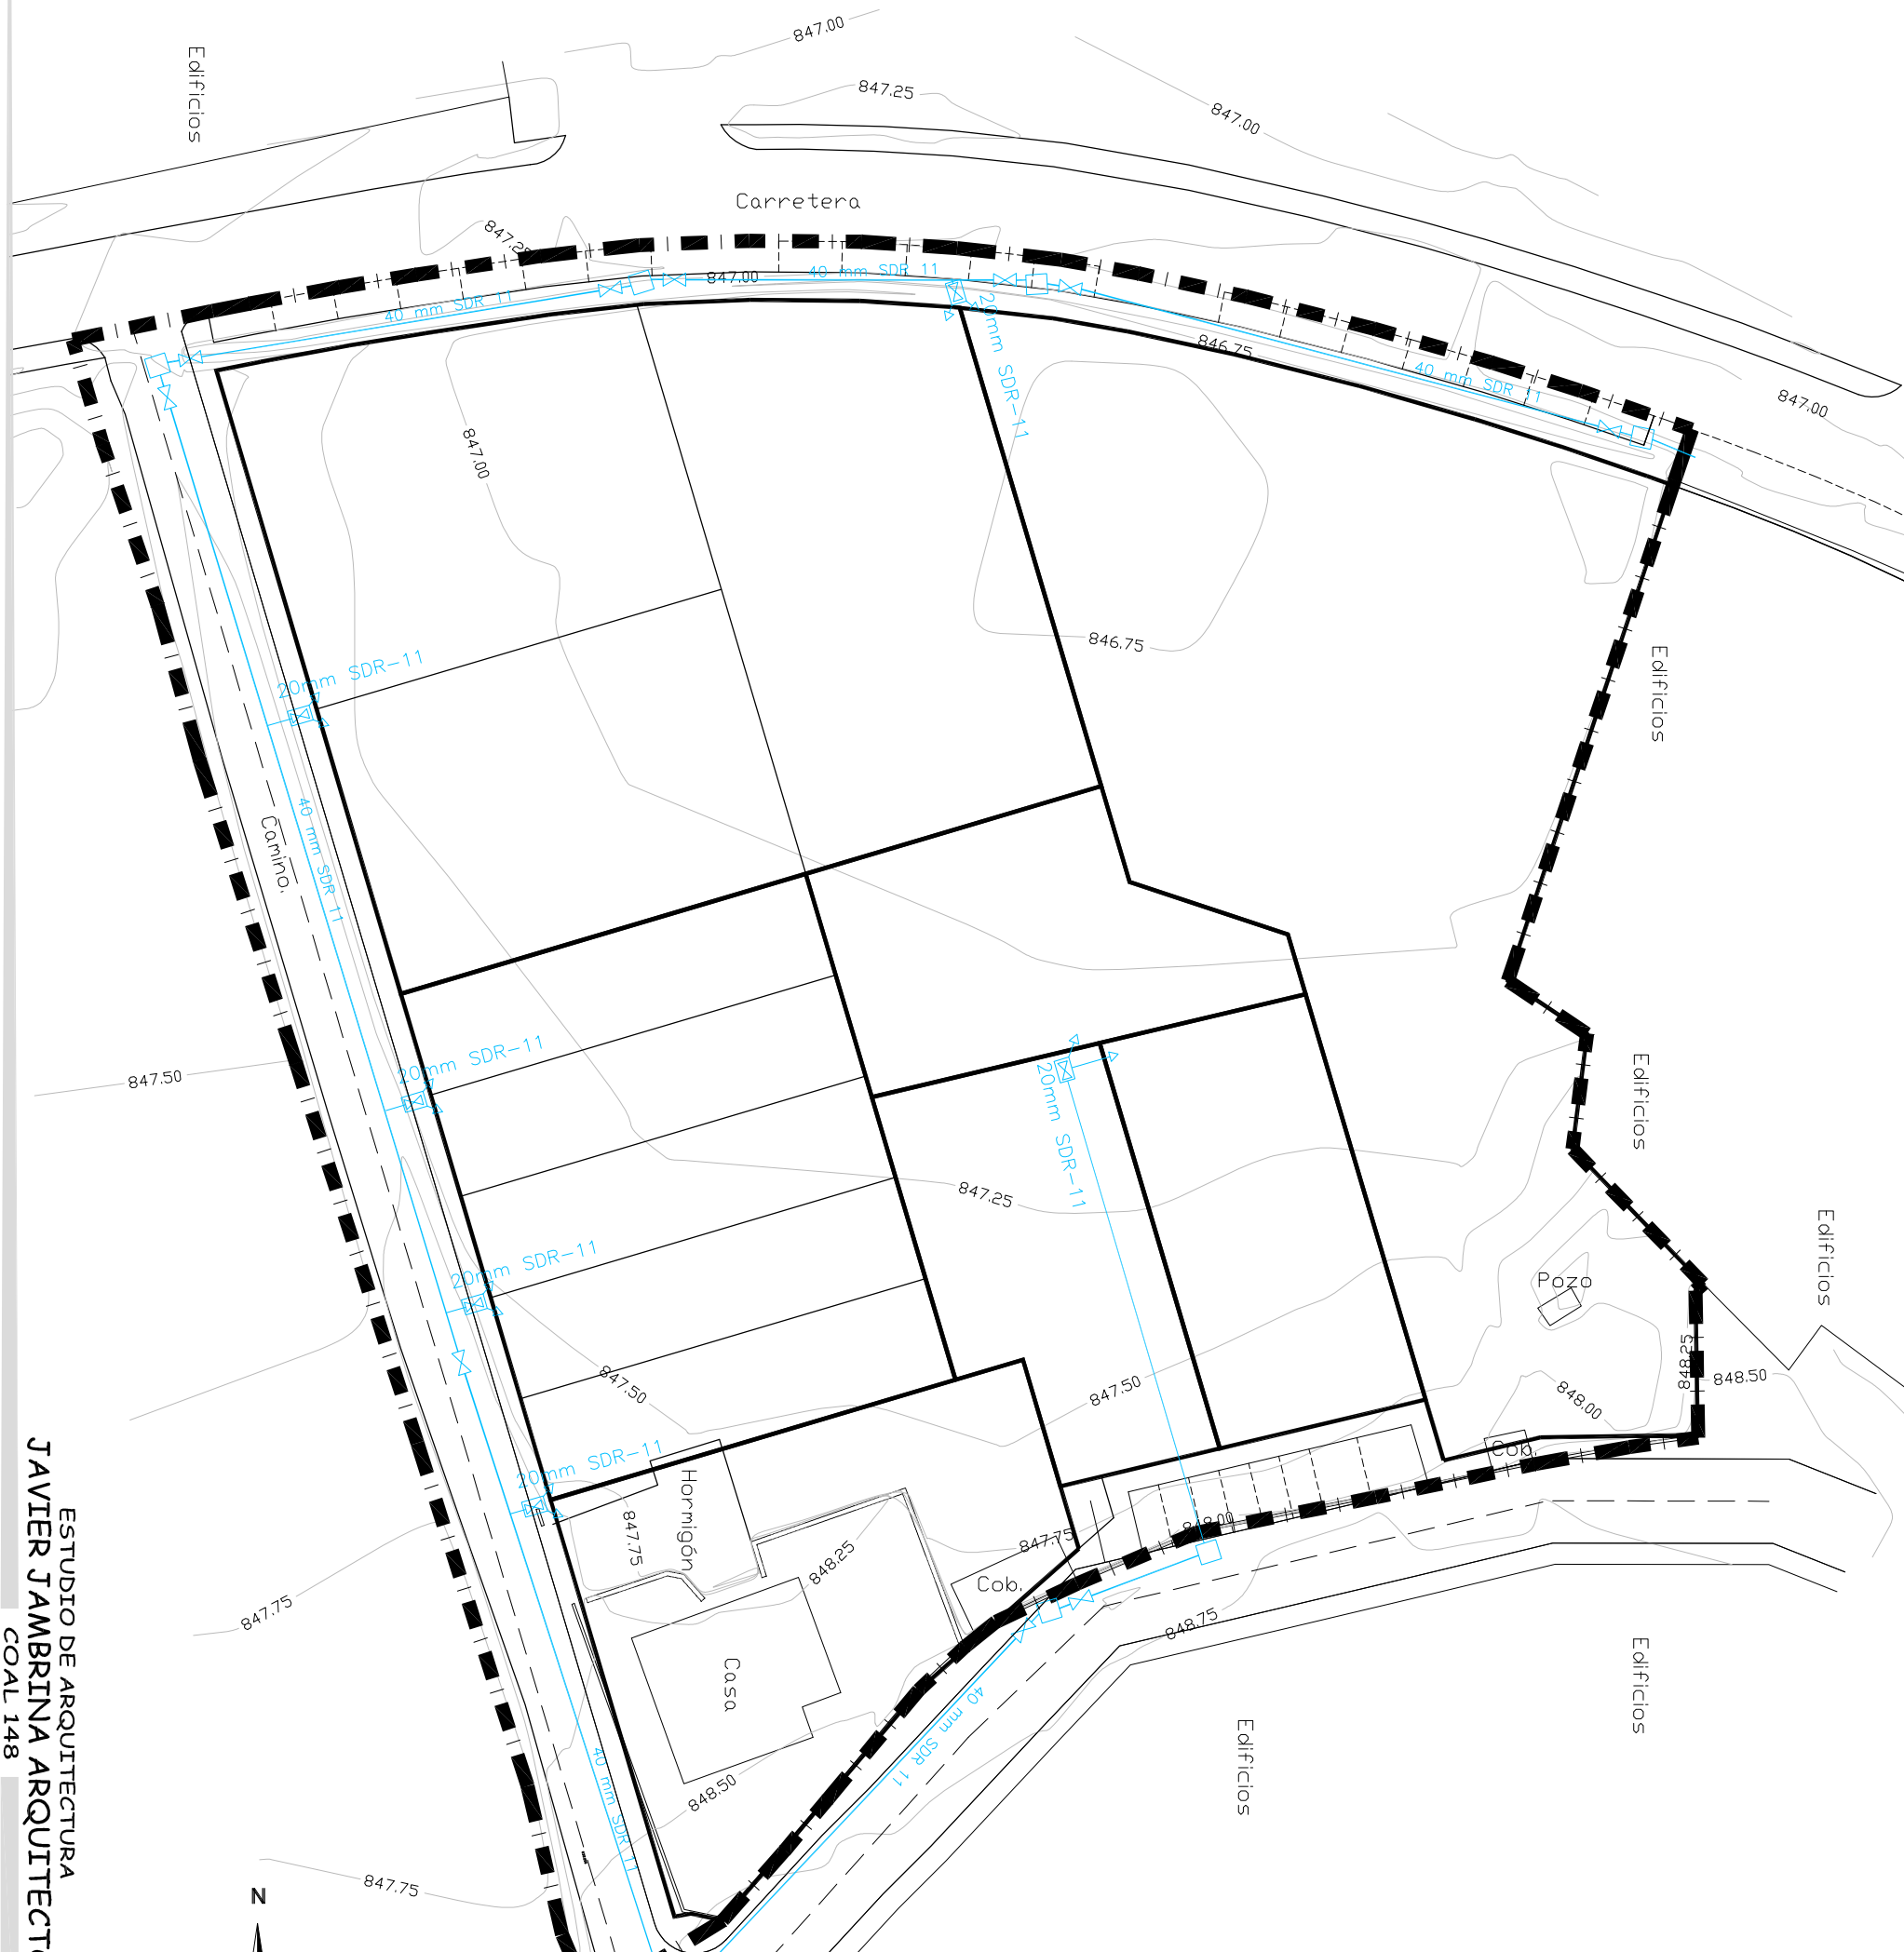 847.00
Edificios
847.25
847.00
Carretera
847.25
847.00
40 mm SDR 11
40 mm SDR 11
20mm SDR-11
846.75
40 mm SDR 11
847.00
847.00
846.75
Edificios
20mm SDR-11
40 mm SDR 11
Camino.
20mm SDR-11
847.50
20mm SDR-11
Edificios
847.25
Edificios
20mm SDR-11
Pozo
848.25
848.50
847.50
847.50
848.00
Cob.
20mm SDR-11
Hormigón
847.75
848.25
847.75
848.00
Cob.
847.75
848.75
Casa
Edificios
40 mm SDR 11
Edificios
848.50
40 mm SDR 11
847.75
N
ESTUDIO DE ARQUITECTURA
JAVIER JAMBRINA ARQUITECTO
COAL 148